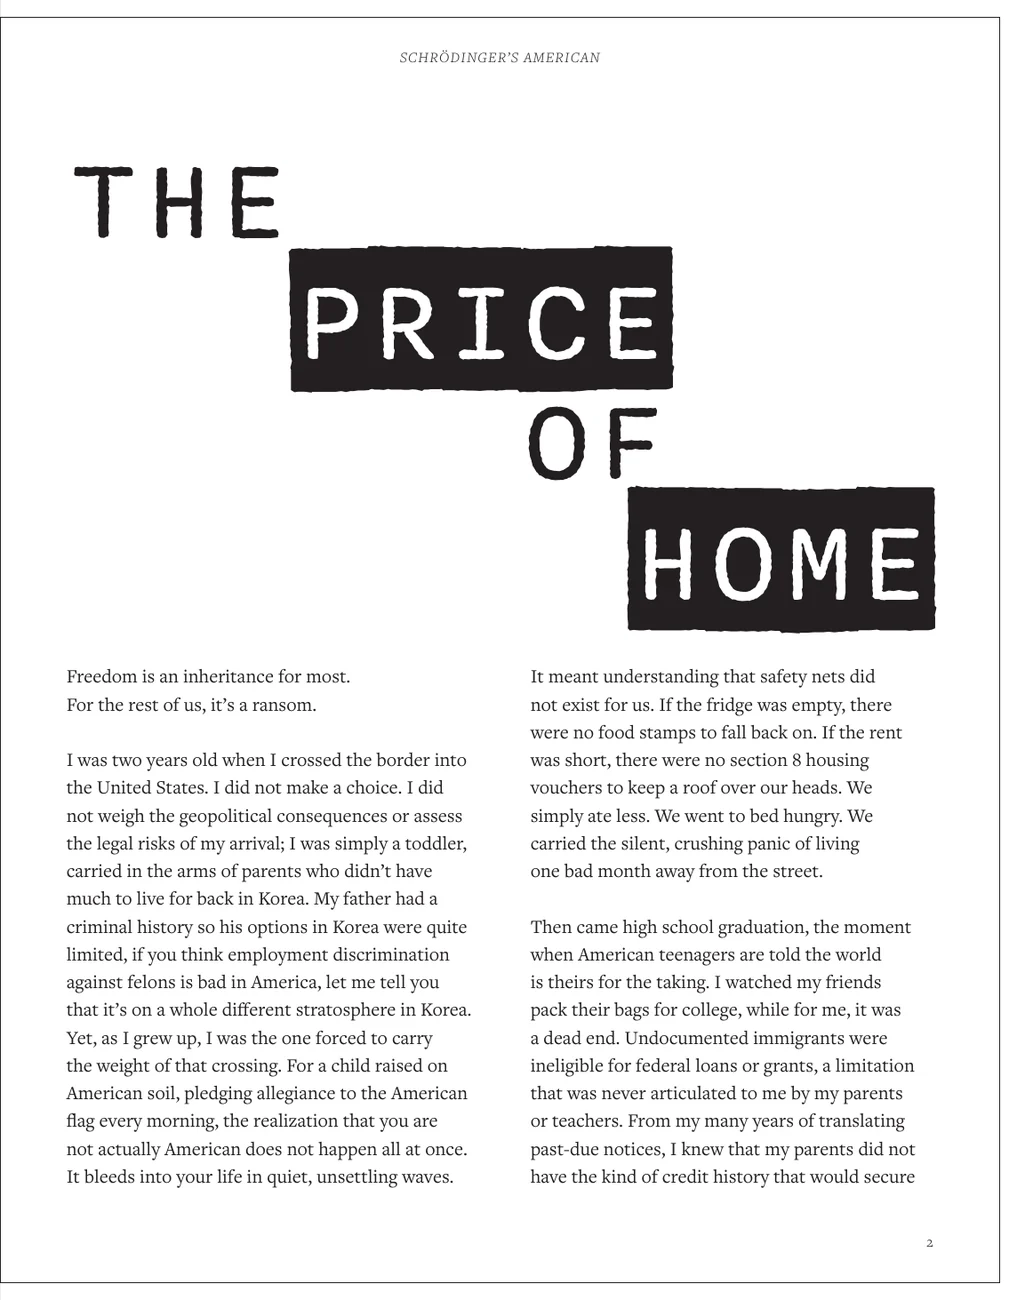 SCHRÖDINGER’S AMERICAN
THE
PRICE
OF
HOME
Freedom is an inheritance for most.
For the rest of us, it’s a ransom.
I was two years old when I crossed the border into
the United States. I did not make a choice. I did
not weigh the geopolitical consequences or assess
the legal risks of my arrival; I was simply a toddler,
carried in the arms of parents who didn’t have
much to live for back in Korea. My father had a
criminal history so his options in Korea were quite
limited, if you think employment discrimination
against felons is bad in America, let me tell you
that it’s on a whole different stratosphere in Korea.
Yet, as I grew up, I was the one forced to carry
the weight of that crossing. For a child raised on
American soil, pledging allegiance to the American
flag every morning, the realization that you are
not actually American does not happen all at once.
It bleeds into your life in quiet, unsettling waves.
It meant understanding that safety nets did
not exist for us. If the fridge was empty, there
were no food stamps to fall back on. If the rent
was short, there were no section 8 housing
vouchers to keep a roof over our heads. We
simply ate less. We went to bed hungry. We
carried the silent, crushing panic of living
one bad month away from the street.
Then came high school graduation, the moment
when American teenagers are told the world
is theirs for the taking. I watched my friends
pack their bags for college, while for me, it was
a dead end. Undocumented immigrants were
ineligible for federal loans or grants, a limitation
that was never articulated to me by my parents
or teachers. From my many years of translating
past-due notices, I knew that my parents did not
have the kind of credit history that would secure
2